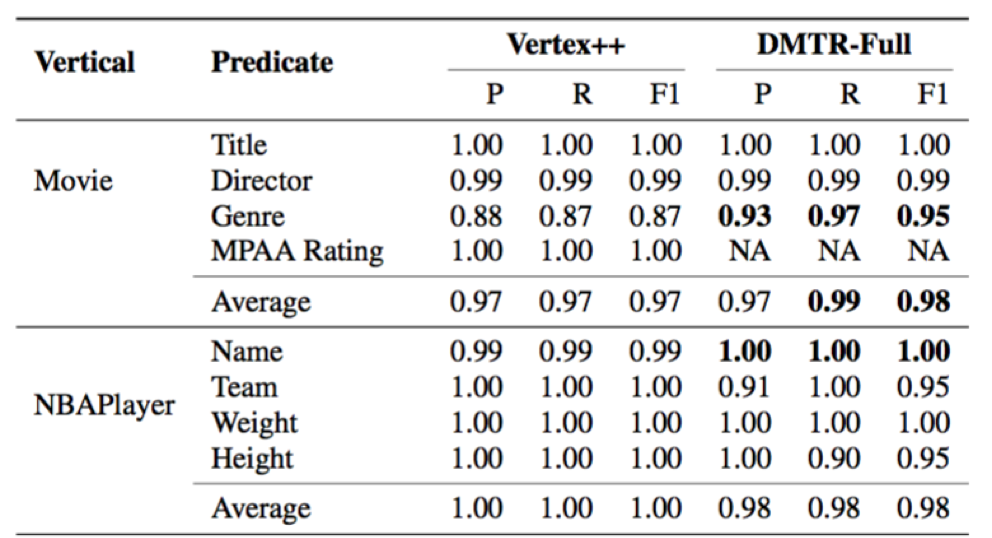 Vertical Predicate Vertex++ DMTR-Full
P R F1 P R F1
Title 1.00 1.00 1.00 1.00 1.00 1.00
Movie Director 0.99 0.99 0.99 0.99 0.99 0.99
Genre 0.88 0.87 0.87 0.93 0.97 0.95
MPAA Rating 1.00 1.00 1.00 NA NA NA
Average 0.97 0.97 0.97 0.97 0.99 0.98
Name 0.99 0.99 0.99 1.00 1.00 1.00
NBAPlayer Team 1.00 1.00 1.00 0.91 1.00 0.95
Weight 1.00 1.00 1.00 1.00 1.00 1.00
Height 1.00 1.00 1.00 1.00 0.90 0.95
Average 1.00 1.00 1.00 0.98 0.98 0.98